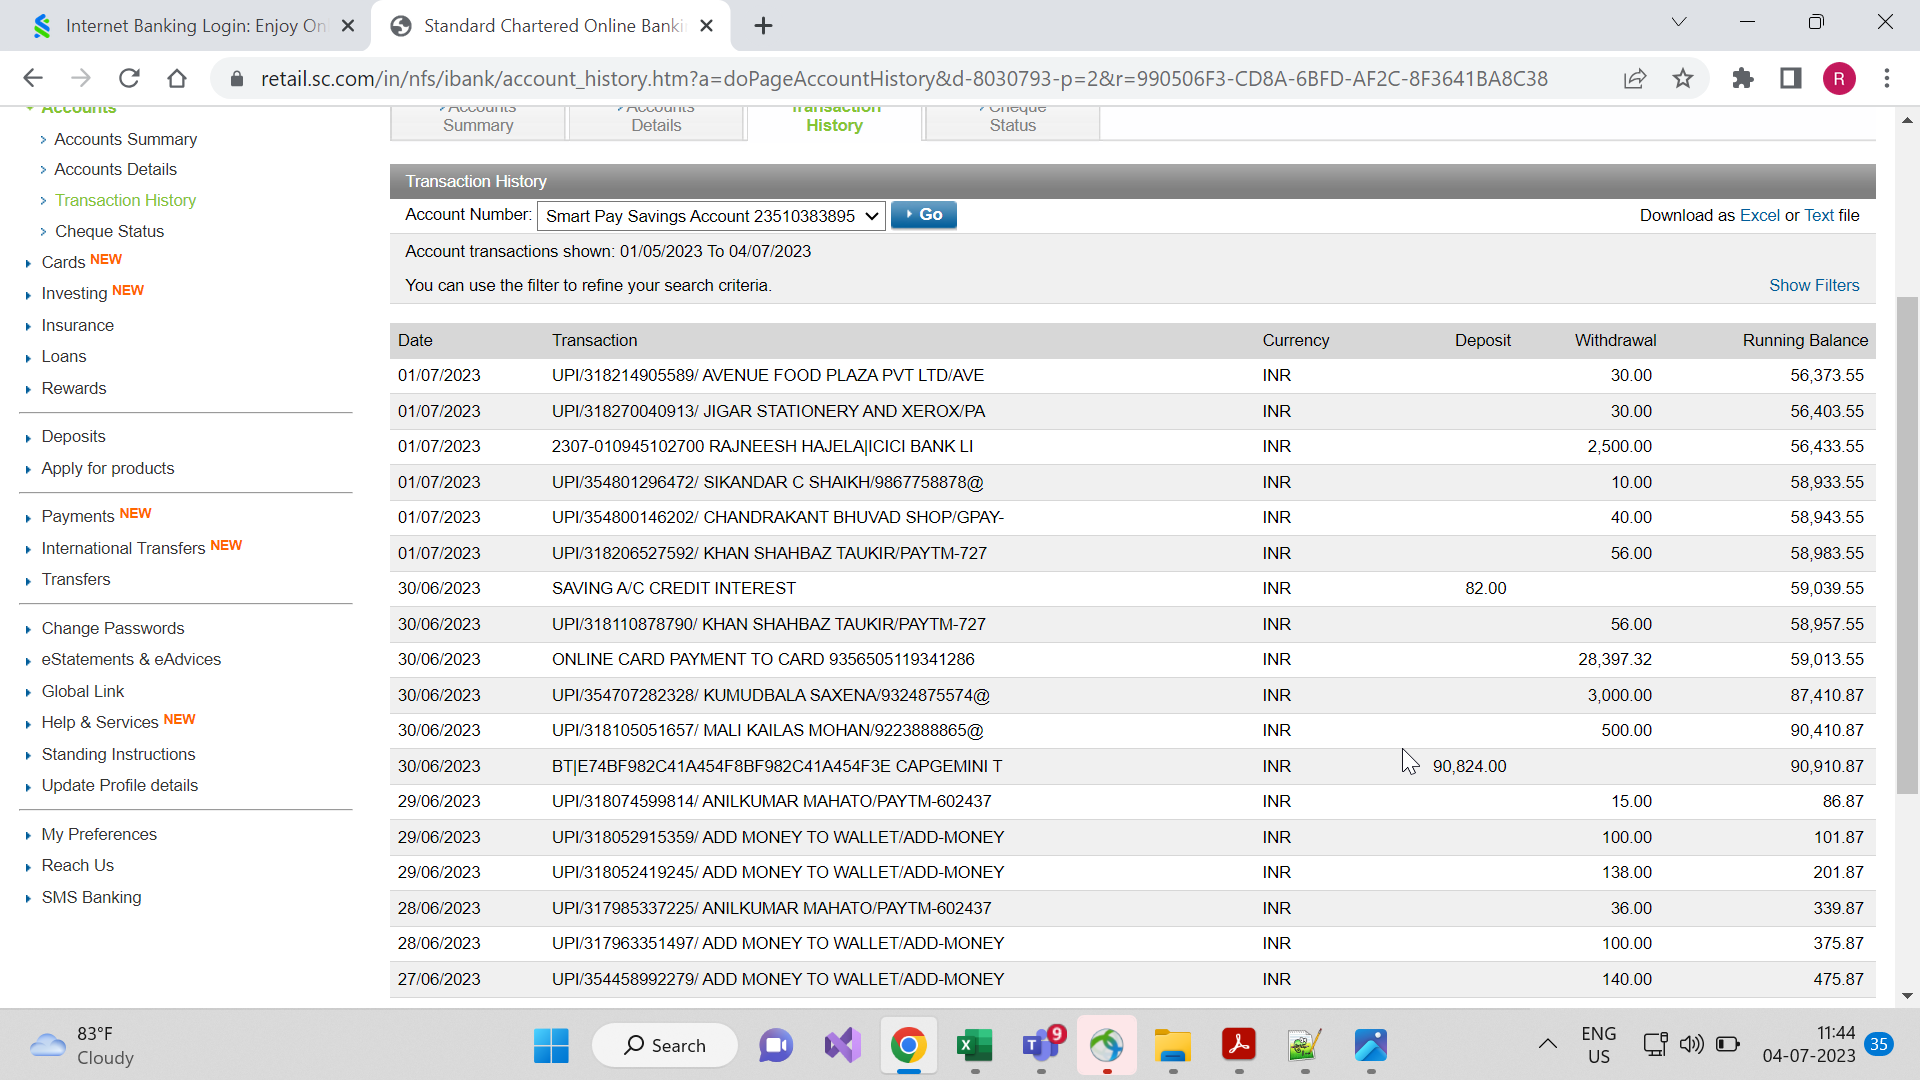 Internet Banking Login: Enjoy On
Standard Chartered Online Banki
retail.sc.com/in/nfs/ibank/account_history.htm?a=doPageAccountHistory&d-8030793-p=2&r=990506F3-CD8A-6BFD-AF2C-8F3641BA8C38
R
Accounts
Accounts Summary
Accounts Details
Transaction History
Cheque Status
Cards NEW
Investing NEW
Insurance
Loans
Rewards
Deposits
Apply for products
Payments NEW
International Transfers NEW
Transfers
Change Passwords
eStatements & eAdvices
Global Link
Help & Services NEW
Standing Instructions
Update Profile details
My Preferences
Reach Us
SMS Banking
Accounts Summary
Accounts Details
Transaction History
Cheque Status
Transaction History
Account Number: Smart Pay Savings Account 23510383895 Go Download as Excel or Text file
Account transactions shown: 01/05/2023 To 04/07/2023
You can use the filter to refine your search criteria. Show Filters
Date Transaction Currency Deposit Withdrawal Running Balance
01/07/2023 UPI/318214905589/ AVENUE FOOD PLAZA PVT LTD/AVE INR 30.00 56,373.55
01/07/2023 UPI/318270040913/ JIGAR STATIONERY AND XEROX/PA INR 30.00 56,403.55
01/07/2023 2307-010945102700 RAJNEESH HAJELA|ICICI BANK LI INR 2,500.00 56,433.55
01/07/2023 UPI/354801296472/ SIKANDAR C SHAIKH/9867758878@ INR 10.00 58,933.55
01/07/2023 UPI/354800146202/ CHANDRAKANT BHUVAD SHOP/GPAY- INR 40.00 58,943.55
01/07/2023 UPI/318206527592/ KHAN SHAHBAZ TAUKIR/PAYTM-727 INR 56.00 58,983.55
30/06/2023 SAVING A/C CREDIT INTEREST INR 82.00 59,039.55
30/06/2023 UPI/318110878790/ KHAN SHAHBAZ TAUKIR/PAYTM-727 INR 56.00 58,957.55
30/06/2023 ONLINE CARD PAYMENT TO CARD 9356505119341286 INR 28,397.32 59,013.55
30/06/2023 UPI/354707282328/ KUMUDBALA SAXENA/9324875574@ INR 3,000.00 87,410.87
30/06/2023 UPI/318105051657/ MALI KAILAS MOHAN/9223888865@ INR 500.00 90,410.87
30/06/2023 BT|E74BF982C41A454F8BF982C41A454F3E CAPGEMINI T INR 90,824.00 90,910.87
29/06/2023 UPI/318074599814/ ANILKUMAR MAHATO/PAYTM-602437 INR 15.00 86.87
29/06/2023 UPI/318052915359/ ADD MONEY TO WALLET/ADD-MONEY INR 100.00 101.87
29/06/2023 UPI/318052419245/ ADD MONEY TO WALLET/ADD-MONEY INR 138.00 201.87
28/06/2023 UPI/317985337225/ ANILKUMAR MAHATO/PAYTM-602437 INR 36.00 339.87
28/06/2023 UPI/317963351497/ ADD MONEY TO WALLET/ADD-MONEY INR 100.00 375.87
27/06/2023 UPI/354458992279/ ADD MONEY TO WALLET/ADD-MONEY INR 140.00 475.87
83°F
Cloudy
Search
9
ENG
US
11:44
04-07-2023
35